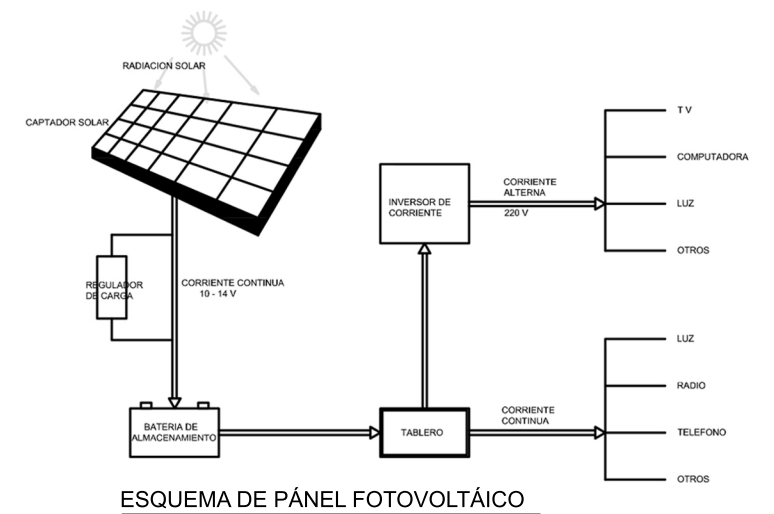 RADIACION SOLAR
CAPTADOR SOLAR
T V
COMPUTADORA
CORRIENTE
ALTERNA
220 V
INVERSOR DE
CORRIENTE
LUZ
OTROS
REGULADOR
DE CARGA
CORRIENTE CONTINUA
10 - 14 V
LUZ
RADIO
CORRIENTE
CONTINUA
BATERIA DE
ALMACENAMIENTO
TABLERO
TELEFONO
OTROS
ESQUEMA DE PÁNEL FOTOVOLTÁICO